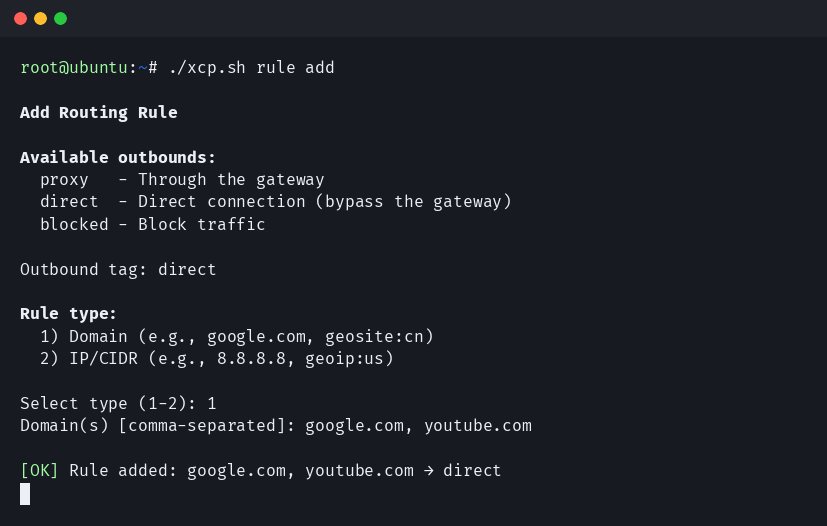 root@ubuntu:~# ./xcp.sh rule add
Add Routing Rule
Available outbounds:
proxy   - Through the gateway
direct  - Direct connection (bypass the gateway)
blocked - Block traffic
Outbound tag: direct
Rule type:
1) Domain (e.g., google.com, geosite:cn)
2) IP/CIDR (e.g., 8.8.8.8, geoip:us)
Select type (1-2): 1
Domain(s) [comma-separated]: google.com, youtube.com
[OK] Rule added: google.com, youtube.com → direct